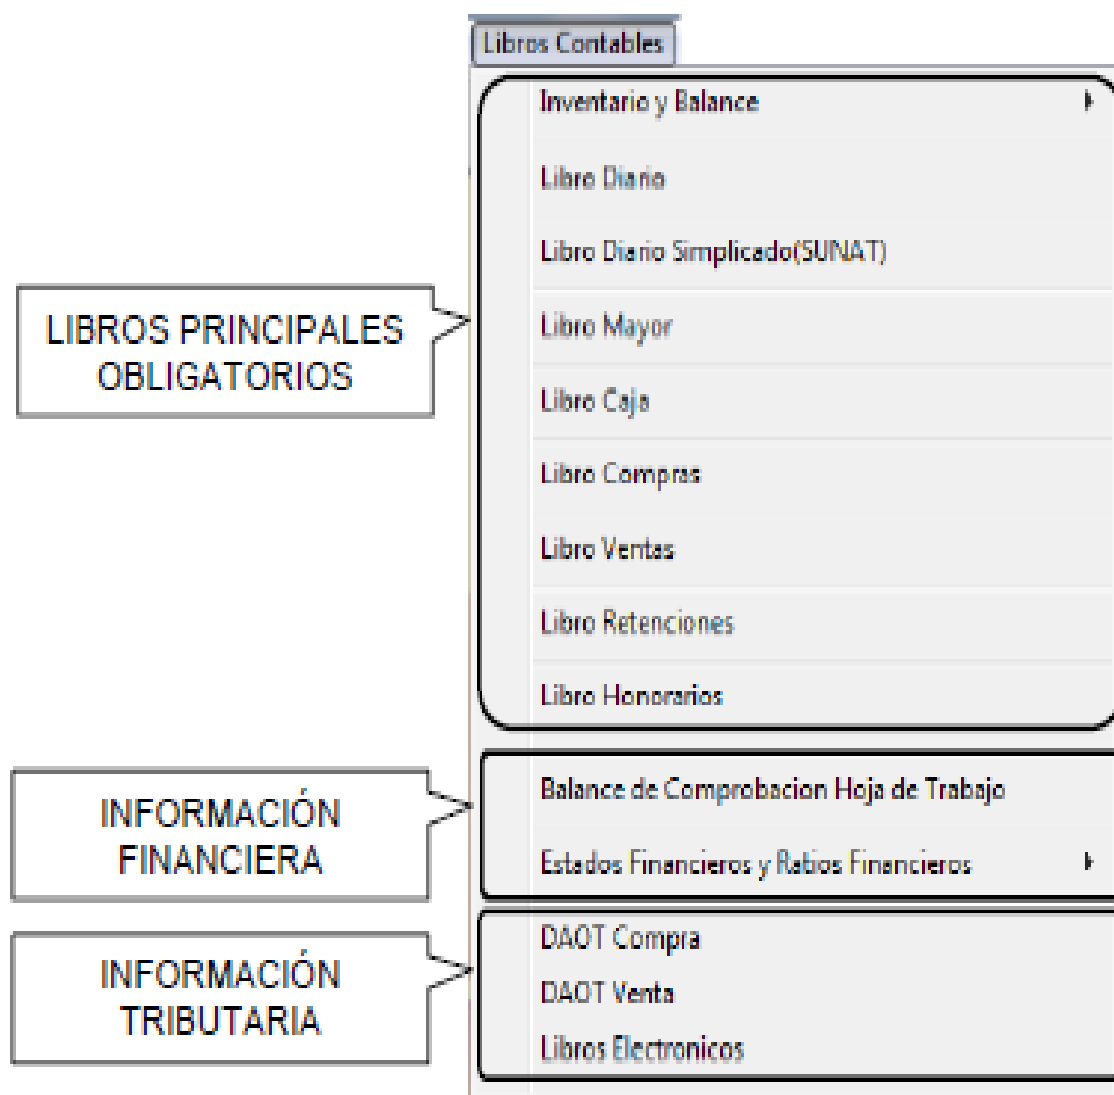 Libros Contables
Inventario y Balance
Libro Diario
Libro Diario Simplicado(SUNAT)
LIBROS PRINCIPALES
OBLIGATORIOS
Libro Mayor
Libro Caja
Libro Compras
Libro Ventas
Libro Retenciones
Libro Honorarios
INFORMACIÓN
FINANCIERA
Balance de Comprobacion Hoja de Trabajo
Estados Financieros y Ratios Financieros
INFORMACIÓN
TRIBUTARIA
DAOT Compra
DAOT Venta
Libros Electronicos